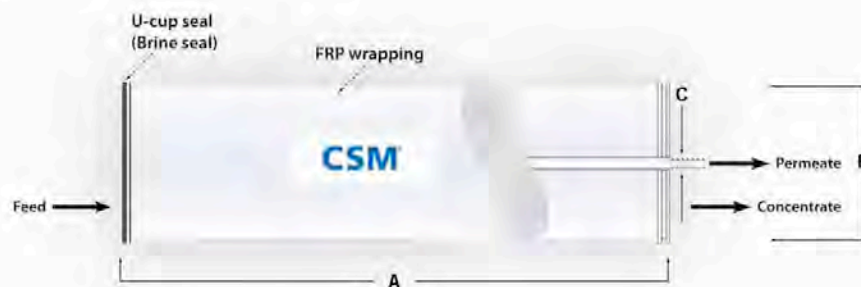 U-cup seal
(Brine seal)
FRP wrapping
C
CSM
Permeate
Feed
Concentrate
A